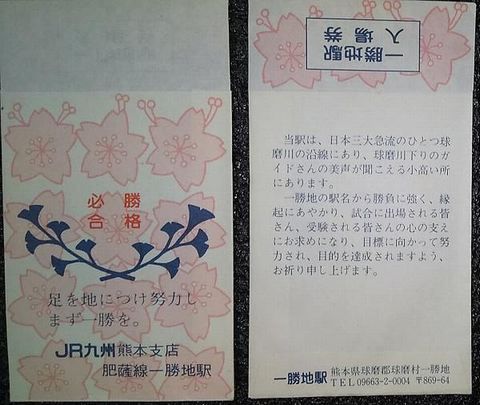 必勝
合格
足を地につけ努力し
まず一勝を。
JR九州 熊本支店
肥薩線一勝地駅
一勝地駅
入場券
当駅は、日本三大急流のひとつ球
磨川の沿線にあり、球磨川下りのガ
イドさんの美声が聞こえる小高い所
にあります。
一勝地の駅名から勝負に強く、縁
起にあやかり、試合に出場される皆
さん、受験される皆さんの心の支え
にお求めになり、目標に向かって努
力され、目的を達成されますよう、
お祈り申し上げます。
一勝地駅 熊本県球磨郡球磨村一勝地
TEL09663-2-0004 〒869-64